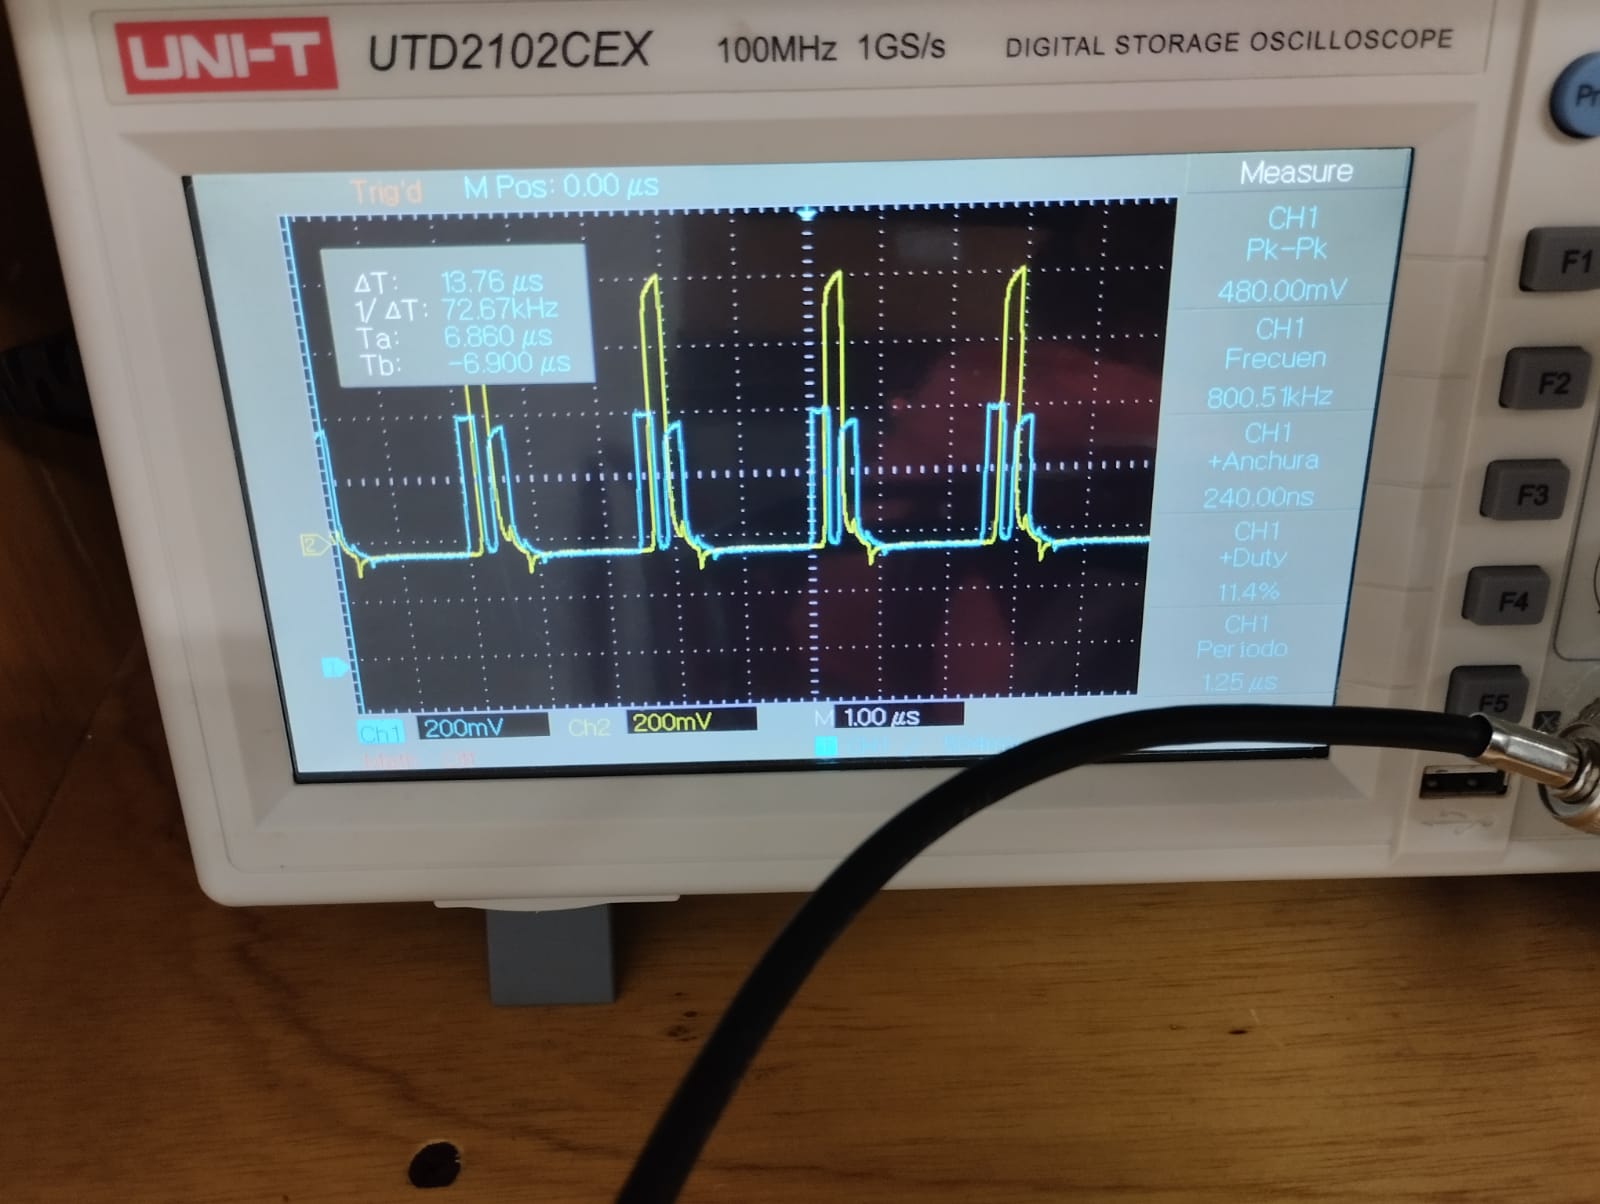 UNI-T UTD2102CEX 100MHz 1GS/s DIGITAL STORAGE OSCILLOSCOPE
Trig'd M Pos: 0.00 μs
ΔT: 13.76 μs
1/ΔT: 72.67kHz
Ta: 6.860 μs
Tb: -6.900 μs
2
1
Measure
CH1
Pk-Pk
480.00mV
CH1
Frecuen
800.51kHz
CH1
+Anchura
240.00ns
CH1
+Duty
11.4%
CH1
Período
1.25 μs
Ch1 200mV Ch2 200mV M 1.00 μs
F1
F2
F3
F4
F5